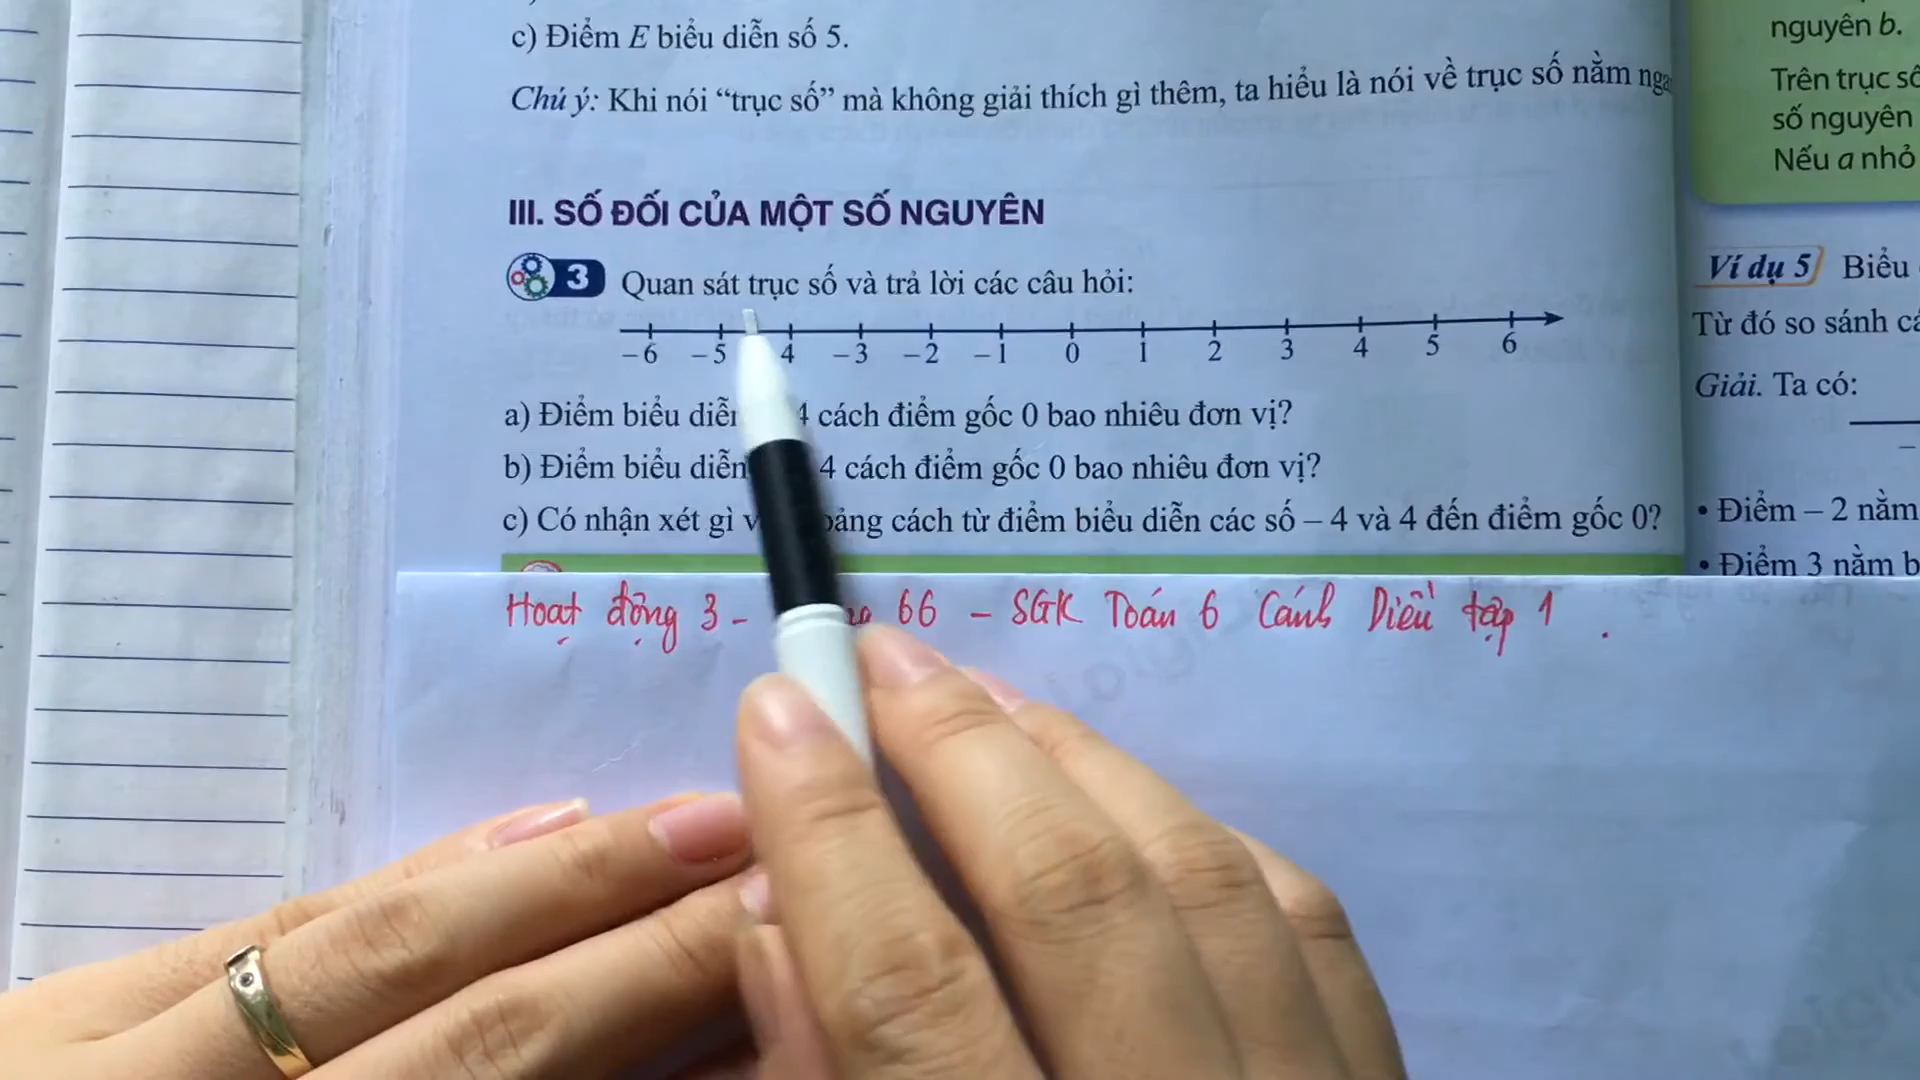 c) Điểm E biểu diễn số 5.
Chú ý: Khi nói “trục số” mà không giải thích gì thêm, ta hiểu là nói về trục số nằm
III. SỐ ĐỐI CỦA MỘT SỐ NGUYÊN
3 Quan sát trục số và trả lời các câu hỏi:
– 6 – 5 4 – 3 – 2 – 1 0 1 2 3 4 5 6
a) Điểm biểu diễn 4 cách điểm gốc 0 bao nhiêu đơn vị?
b) Điểm biểu diễn 4 cách điểm gốc 0 bao nhiêu đơn vị?
c) Có nhận xét gì cách từ điểm biểu diễn các số – 4 và 4 đến điểm gốc 0?
Hoạt động 3 - 66 - SGK Toán 6 Cánh Diều tập 1 .
nguyên b.
Trên trục số
số nguyên
Nếu a nhỏ
Ví dụ 5 Biểu
Từ đó so sánh
Giải. Ta có:
–
• Điểm – 2 nằm
• Điểm 3 nằm b